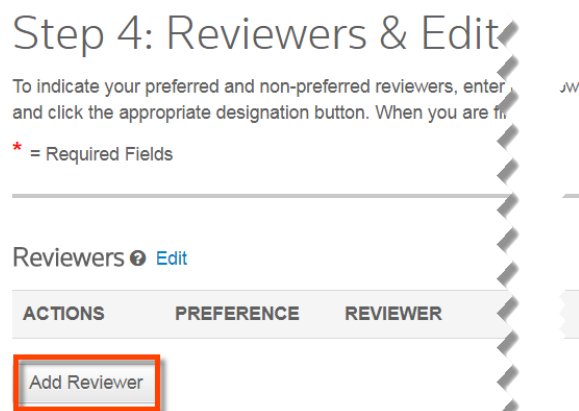 Step 4: Reviewers & Edit
To indicate your preferred and non-preferred reviewers, enter
and click the appropriate designation button. When you are
* = Required Fields
Reviewers Edit
ACTIONS PREFERENCE REVIEWER
Add Reviewer